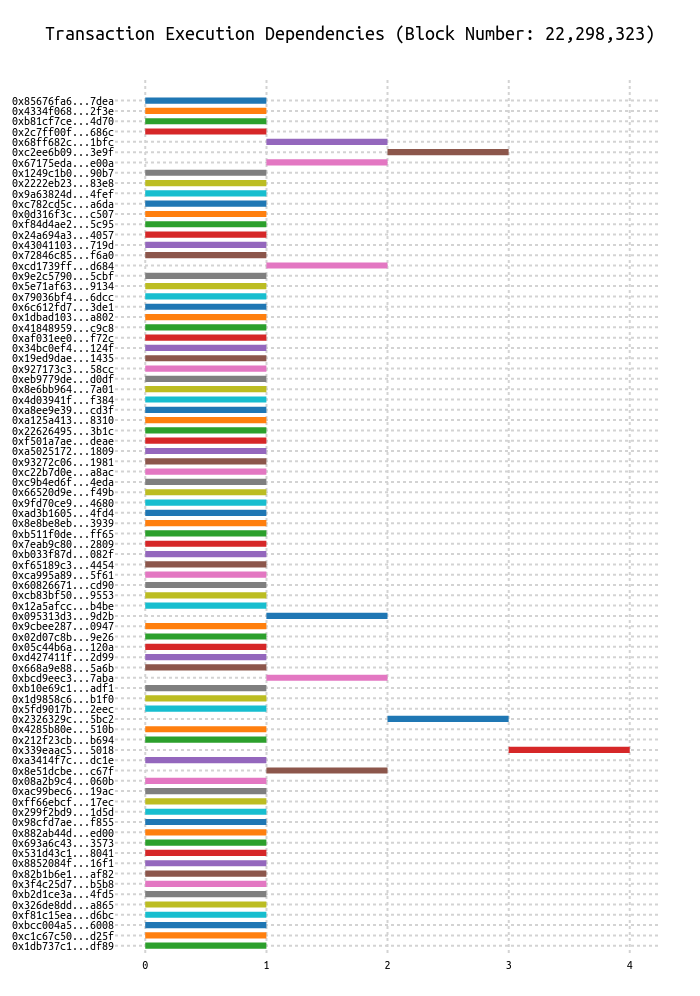 Transaction Execution Dependencies (Block Number: 22,298,323)
0x85676fa6...7dea
0x4334f068...2f3e
0xb81cf7ce...4d70
0x2c7ff00f...686c
0x68ff682c...1bfc
0xc2ee6b09...3e9f
0x67175eda...e00a
0x1249c1b0...90b7
0x2222eb23...83e8
0x9a63824d...4fef
0xc782cd5c...a6da
0x0d316f3c...c507
0xf84d4ae2...5c95
0x24a694a3...4057
0x43041103...719d
0x72846c85...f6a0
0xcd1739ff...d684
0x9e2c5790...5cbf
0x5e71af63...9134
0x79036bf4...6dcc
0x6c612fd7...3de1
0x1dbad103...a802
0x41848959...c9c8
0xaf031ee0...f72c
0x34bc0ef4...124f
0x19ed9dae...1435
0x927173c3...58cc
0xeb9779de...d0df
0x8e6bb964...7a01
0x4d03941f...f384
0xa8ee9e39...cd3f
0xa125a413...8310
0x22626495...3b1c
0xf501a7ae...deae
0xa5025172...1809
0x93272c06...1981
0xc22b7d0e...a8ac
0xc9b4ed6f...4eda
0x66520d9e...f49b
0x9fd70ce9...4680
0xad3b1605...4fd4
0x8e8be8eb...3939
0xb511f0de...ff65
0x7eab9c80...2809
0xb033f87d...082f
0xf65189c3...4454
0xca995a89...5f61
0x60826671...cd90
0xcb83bf50...9553
0x12a5afcc...b4be
0x095313d3...9d2b
0x9cbee287...0947
0x02d07c8b...9e26
0x05c44b6a...120a
0xd427411f...2d99
0x668a9e88...5a6b
0xbcd9eec3...7aba
0xb10e69c1...adf1
0x1d9858c6...b1f0
0x5fd9017b...2eec
0x2326329c...5bc2
0x4285b80e...510b
0x212f23cb...b694
0x339eaac5...5018
0xa3414f7c...dc1e
0x8e51dcbe...c67f
0x08a2b9c4...060b
0xac99bec6...19ac
0xff66ebcf...17ec
0x299f2bd9...1d5d
0x98cfd7ae...f855
0x882ab44d...ed00
0x693a6c43...3573
0x531d43c1...8041
0x8852084f...16f1
0x82b1b6e1...af82
0x3f4c25d7...b5b8
0xb2d1ce3a...4fd5
0x326de8dd...a865
0xf81c15ea...d6bc
0xbcc004a5...6008
0xc1c67c50...d25f
0x1db737c1...df89
0 1 2 3 4